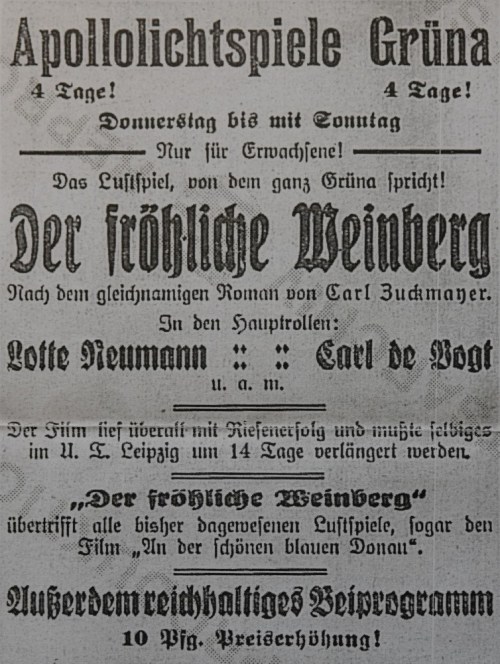 Apollolichtspiele Grüna
4 Tage! 4 Tage!
Donnerstag bis mit Sonntag
Nur für Erwachsene!
Das Lustspiel, von dem ganz Grüna spricht!
Der fröhliche Weinberg
Nach dem gleichnamigen Roman von Carl Zuckmayer.
In den Hauptrollen:
Lotte Neumann :: :: Carl de Vogt
u. a. m.
Der Film lief überall mit Riesenerfolg und mußte selbiges
im U. T. Leipzig um 14 Tage verlängert werden.
„Der fröhliche Weinberg“
übertrifft alle bisher dagewesenen Lustspiele, sogar den
Film „An der schönen blauen Donau“.
Außerdem reichhaltiges Beiprogramm
10 Pfg. Preiserhöhung!